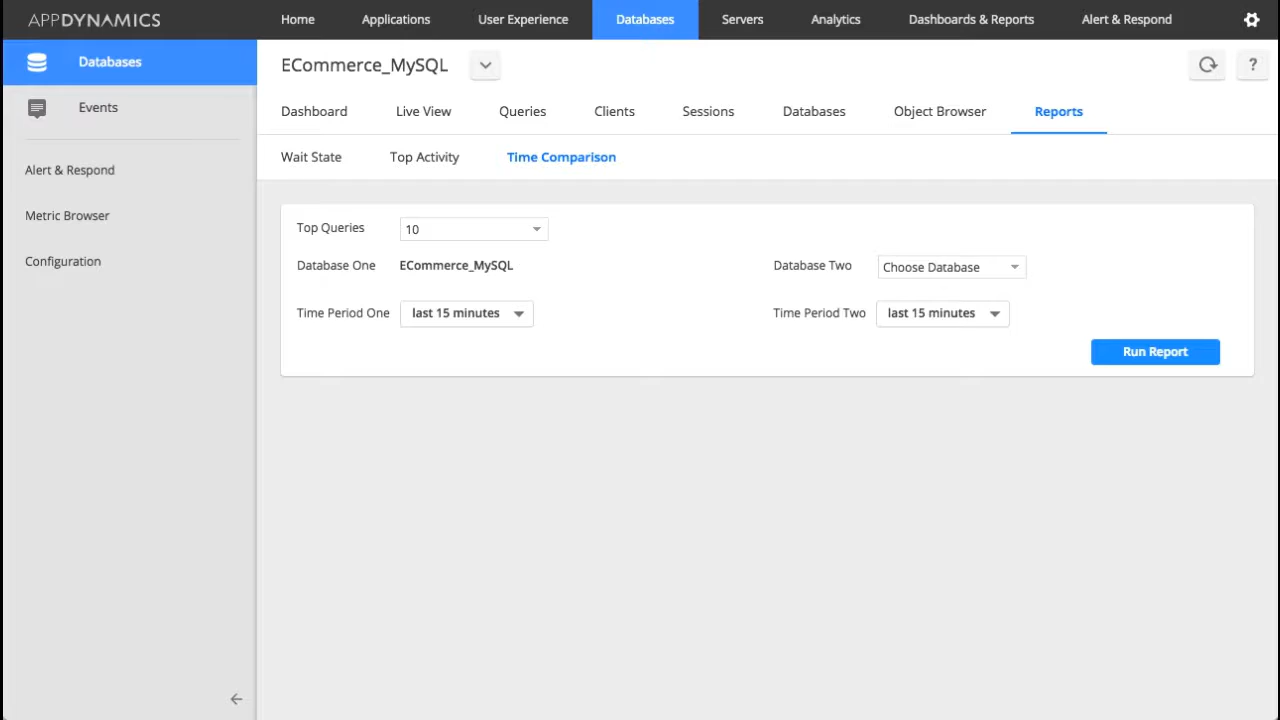 APPDYNAMICS
Home Applications User Experience Databases Servers Analytics Dashboards & Reports Alert & Respond
Databases
Events
Alert & Respond
Metric Browser
Configuration
ECommerce_MySQL ?
Dashboard Live View Queries Clients Sessions Databases Object Browser Reports
Wait State Top Activity Time Comparison
Top Queries 10
Database One ECommerce_MySQL Database Two Choose Database
Time Period One last 15 minutes Time Period Two last 15 minutes
Run Report